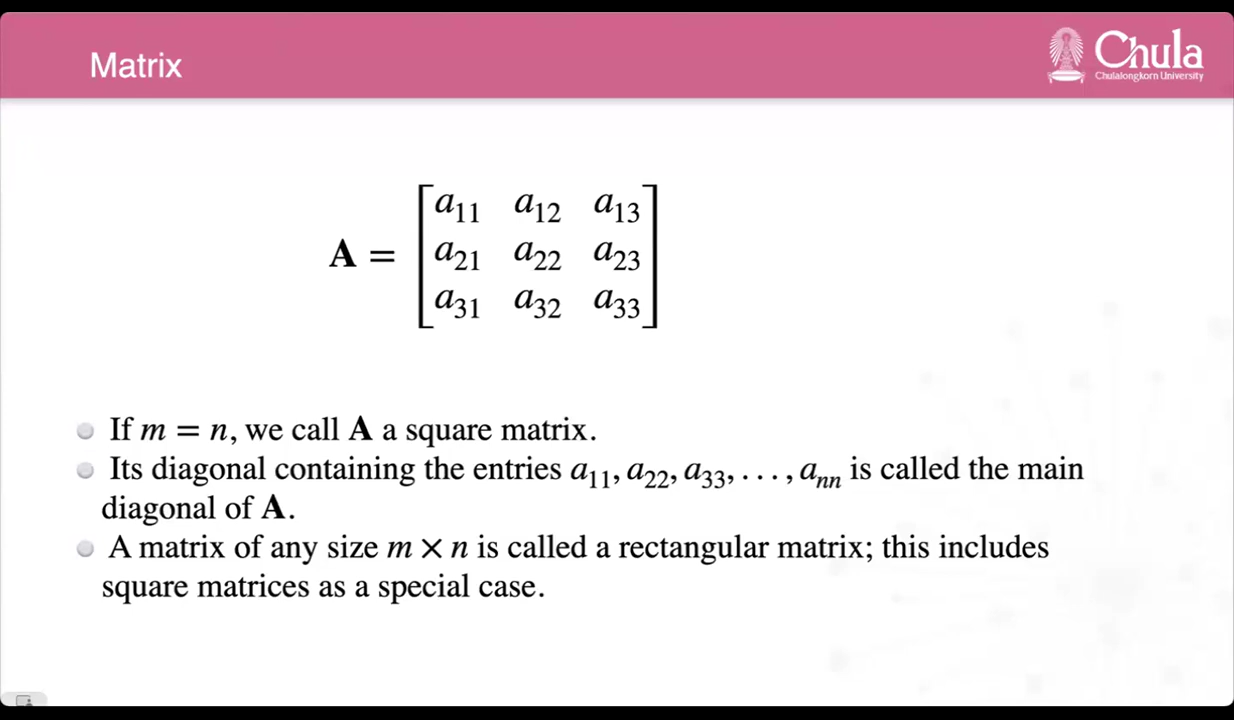 Matrix
Chula
Chulalongkorn University
a₁₁ a₁₂ a₁₃
A = a₂₁ a₂₂ a₂₃
a₃₁ a₃₂ a₃₃
If m = n, we call A a square matrix.
Its diagonal containing the entries a₁₁, a₂₂, a₃₃, . . . , aₙₙ is called the main
diagonal of A.
A matrix of any size m × n is called a rectangular matrix; this includes
square matrices as a special case.